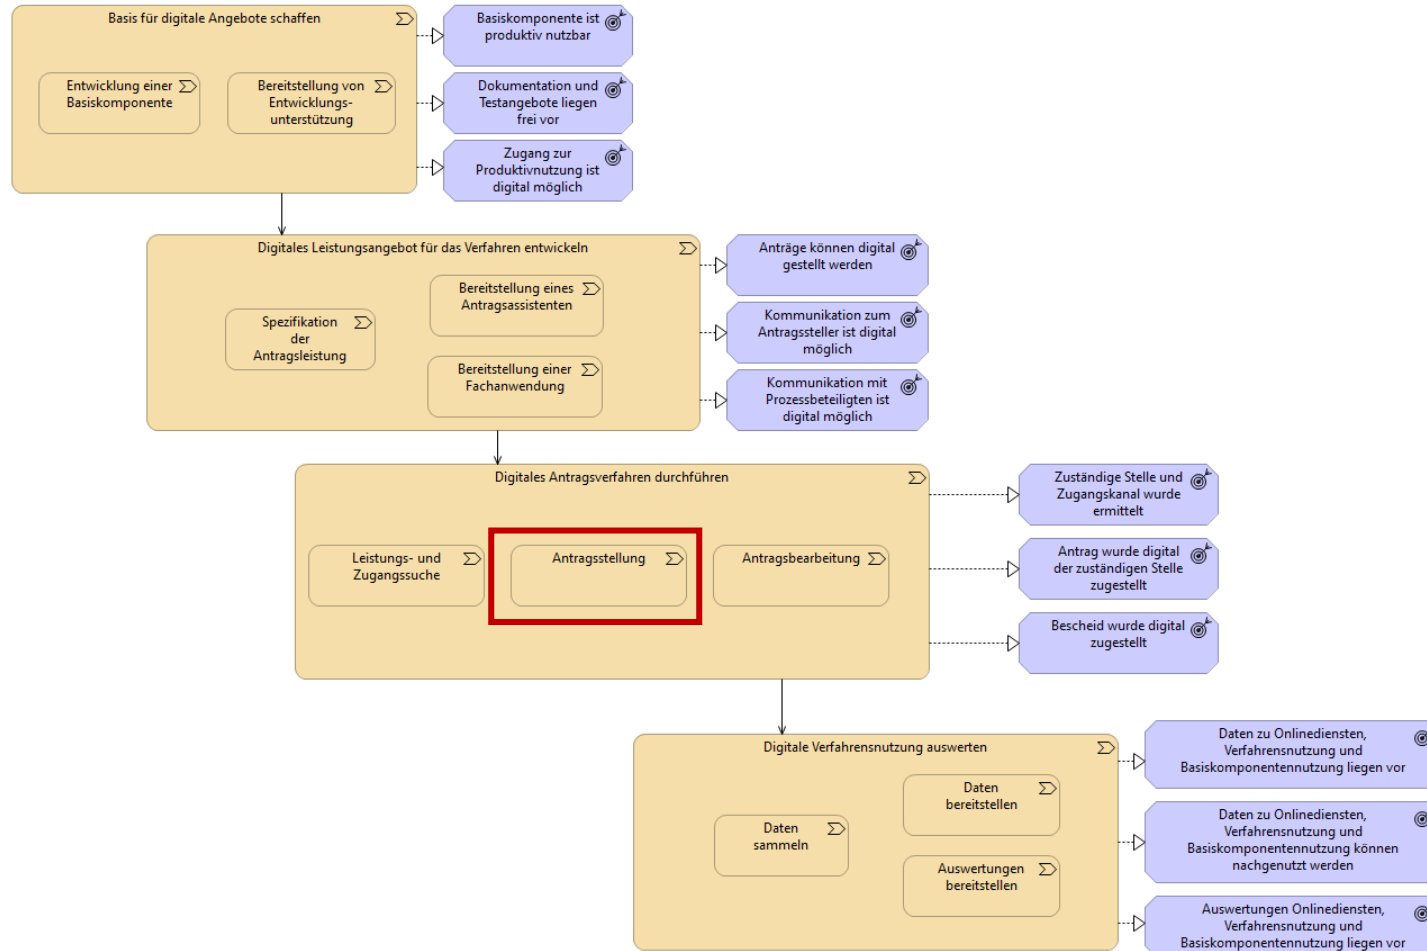 Basis für digitale Angebote schaffen
Entwicklung einer
Basiskomponente
Bereitstellung von
Entwicklungs-
unterstützung
Basiskomponente ist
produktiv nutzbar
Dokumentation und
Testangebote liegen
frei vor
Zugang zur
Produktivnutzung ist
digital möglich
Digitales Leistungsangebot für das Verfahren entwickeln
Spezifikation
der
Antragsleistung
Bereitstellung eines
Antragsassistenten
Bereitstellung einer
Fachanwendung
Anträge können digital
gestellt werden
Kommunikation zum
Antragssteller ist digital
möglich
Kommunikation mit
Prozessbeteiligten ist
digital möglich
Digitales Antragsverfahren durchführen
Leistungs- und
Zugangssuche
Antragsstellung
Antragsbearbeitung
Zuständige Stelle und
Zugangskanal wurde
ermittelt
Antrag wurde digital
der zuständigen Stelle
zugestellt
Bescheid wurde digital
zugestellt
Digitale Verfahrensnutzung auswerten
Daten
sammeln
Daten
bereitstellen
Auswertungen
bereitstellen
Daten zu Onlinediensten,
Verfahrensnutzung und
Basiskomponentennutzung liegen vor
Daten zu Onlinediensten,
Verfahrensnutzung und
Basiskomponentennutzung können
nachgenutzt werden
Auswertungen Onlinediensten,
Verfahrensnutzung und
Basiskomponentennutzung liegen vor